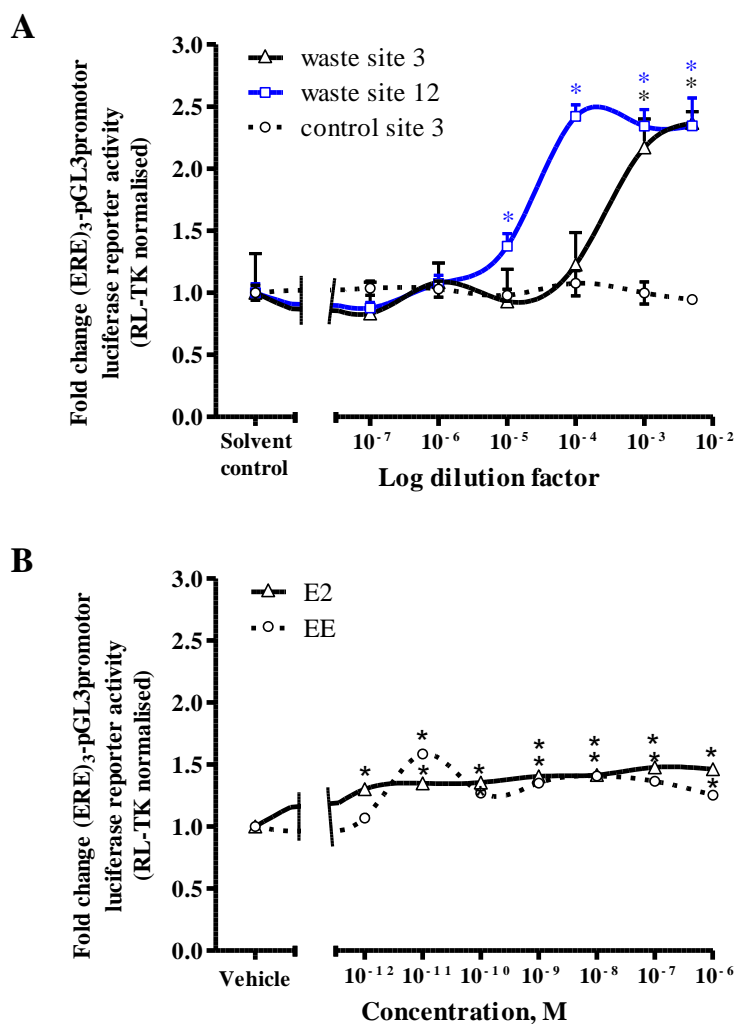 A
Fold change (ERE)₃-pGL3promotor
luciferase reporter activity
(RL-TK normalised)
3.0
2.5
2.0
1.5
1.0
0.5
0.0
waste site 3
waste site 12
control site 3
* * * *
* *
Solvent
control
10⁻⁷ 10⁻⁶ 10⁻⁵ 10⁻⁴ 10⁻³ 10⁻²
Log dilution factor
B
Fold change (ERE)₃-pGL3promotor
luciferase reporter activity
(RL-TK normalised)
3.0
2.5
2.0
1.5
1.0
0.5
0.0
E2
EE
* * * * * * *
* * * * * *
Vehicle
10⁻¹² 10⁻¹¹ 10⁻¹⁰ 10⁻⁹ 10⁻⁸ 10⁻⁷ 10⁻⁶
Concentration, M